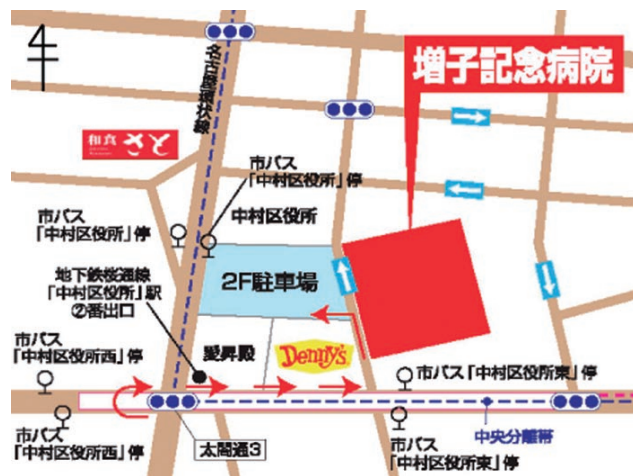 増子記念病院
名古屋環状線
和食 さと
市バス
「中村区役所」停
中村区役所
市バス
「中村区役所」停
2F駐車場
地下鉄桜通線
「中村区役所」駅
②番出口
愛昇殿
Denny's
市バス
「中村区役所西」停
市バス「中村区役所東」停
市バス
「中村区役所西」停
太閤通3
中央分離帯
市バス
「中村区役所東」停